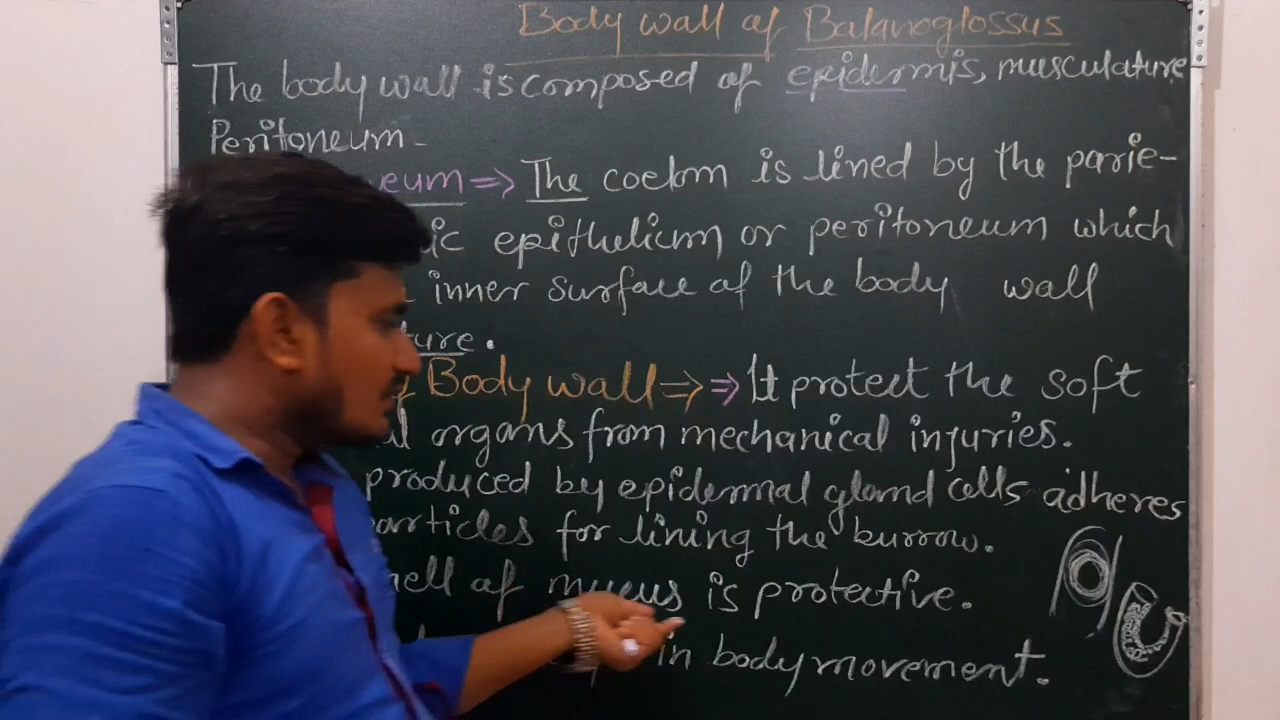 Body wall of Balanoglossus
The body wall is composed of epidermis, musculature
Peritoneum -
eum ⇒ The coelom is lined by the parie-
ic epithelium or peritoneum which
inner surface of the body wall
ture.
Body wall ⇒ ⇒ It protect the soft
al organs from mechanical injuries.
produced by epidermal gland cells adheres
particles for lining the burrow.
mell of mucus is protective.
in body movement.